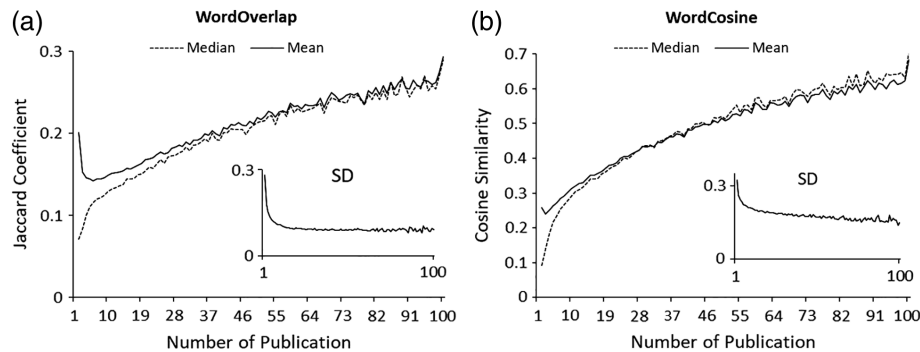 (a) WordOverlap
Median Mean
0.3
0.2
0.1
0
Jaccard Coefficient
SD
0.3
0
1 100
1 10 19 28 37 46 55 64 73 82 91 100
Number of Publication
(b) WordCosine
Median Mean
0.7
0.6
0.5
0.4
0.3
0.2
0.1
0
Cosine Similarity
SD
0.3
0
1 100
1 10 19 28 37 46 55 64 73 82 91 100
Number of Publication